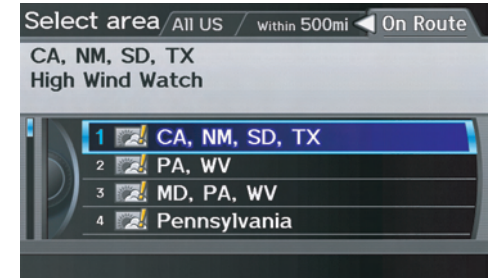 Select area All US / Within 500mi On Route
CA, NM, SD, TX
High Wind Watch
1 CA, NM, SD, TX
2 PA, WV
3 MD, PA, WV
4 Pennsylvania